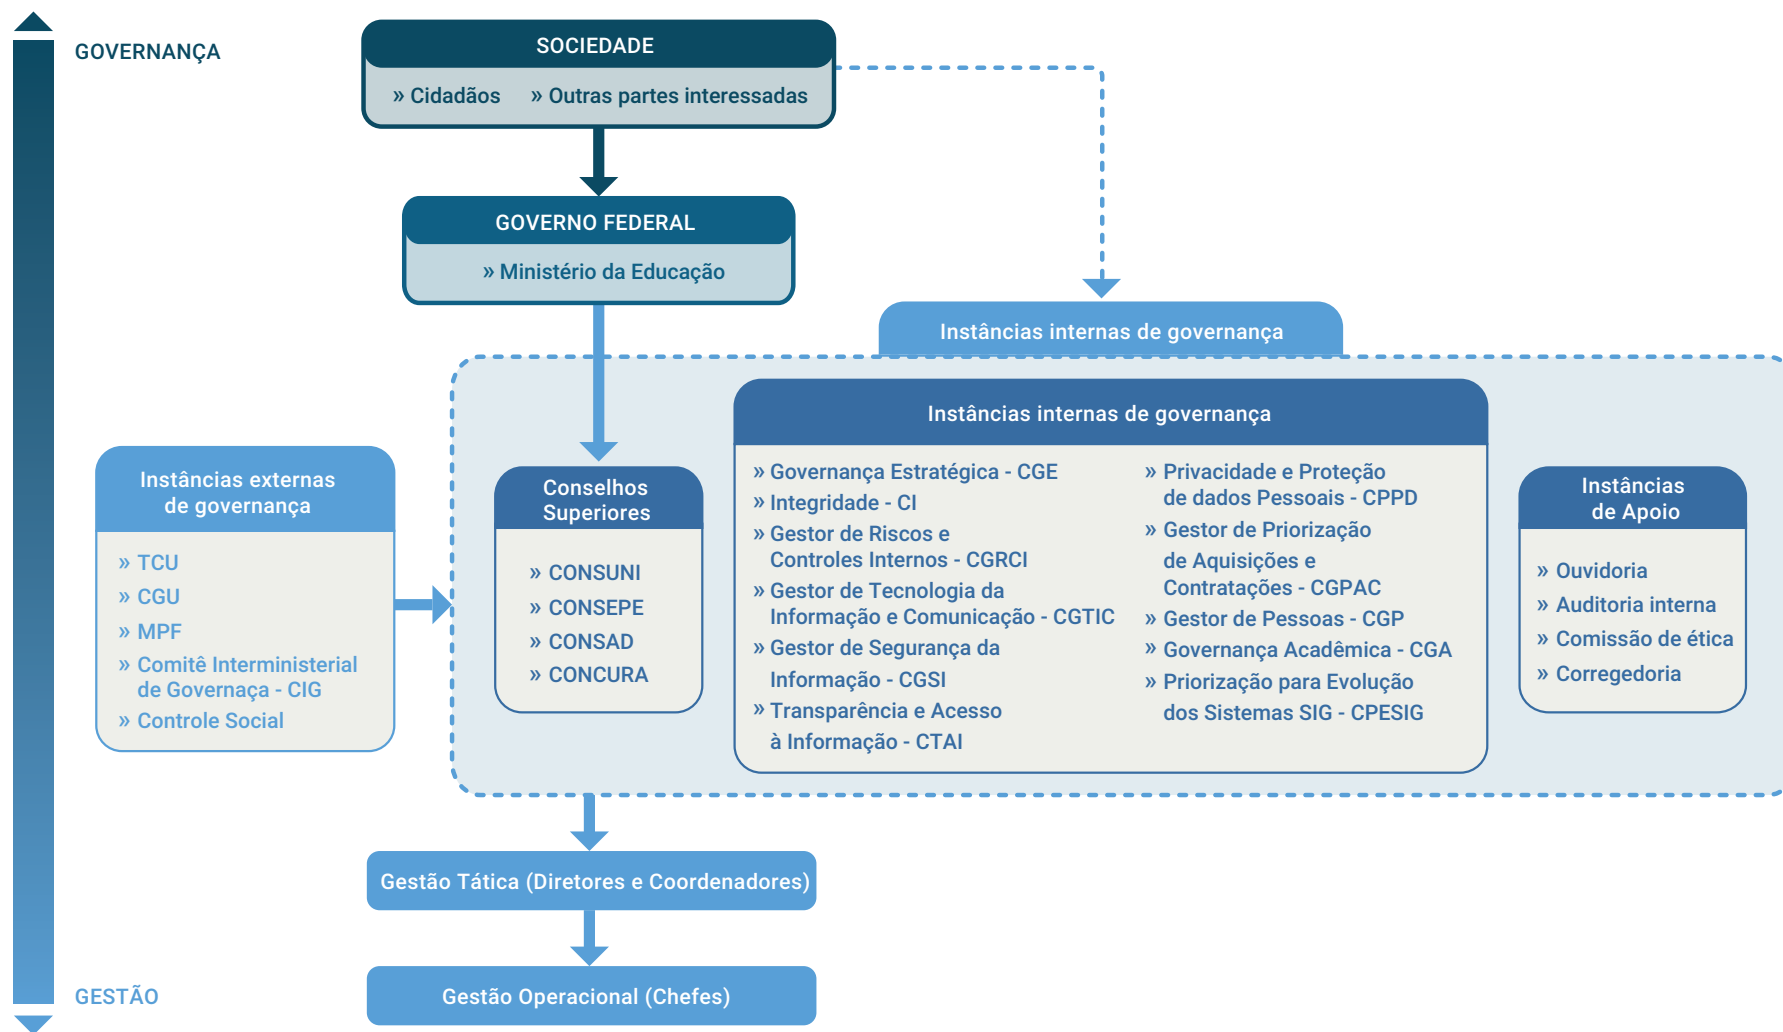 GOVERNANÇA
SOCIEDADE
» Cidadãos » Outras partes interessadas
GOVERNO FEDERAL
» Ministério da Educação
Instâncias internas de governança
Instâncias externas
de governança
» TCU
» CGU
» MPF
» Comitê Interministerial
de Governaça - CIG
» Controle Social
Conselhos
Superiores
» CONSUNI
» CONSEPE
» CONSAD
» CONCURA
Instâncias internas de governança
» Governança Estratégica - CGE
» Integridade - CI
» Gestor de Riscos e
Controles Internos - CGRCI
» Gestor de Tecnologia da
Informação e Comunicação - CGTIC
» Gestor de Segurança da
Informação - CGSI
» Transparência e Acesso
à Informação - CTAI
» Privacidade e Proteção
de dados Pessoais - CPPD
» Gestor de Priorização
de Aquisições e
Contratações - CGPAC
» Gestor de Pessoas - CGP
» Governança Acadêmica - CGA
» Priorização para Evolução
dos Sistemas SIG - CPESIG
Instâncias
de Apoio
» Ouvidoria
» Auditoria interna
» Comissão de ética
» Corregedoria
Gestão Tática (Diretores e Coordenadores)
Gestão Operacional (Chefes)
GESTÃO